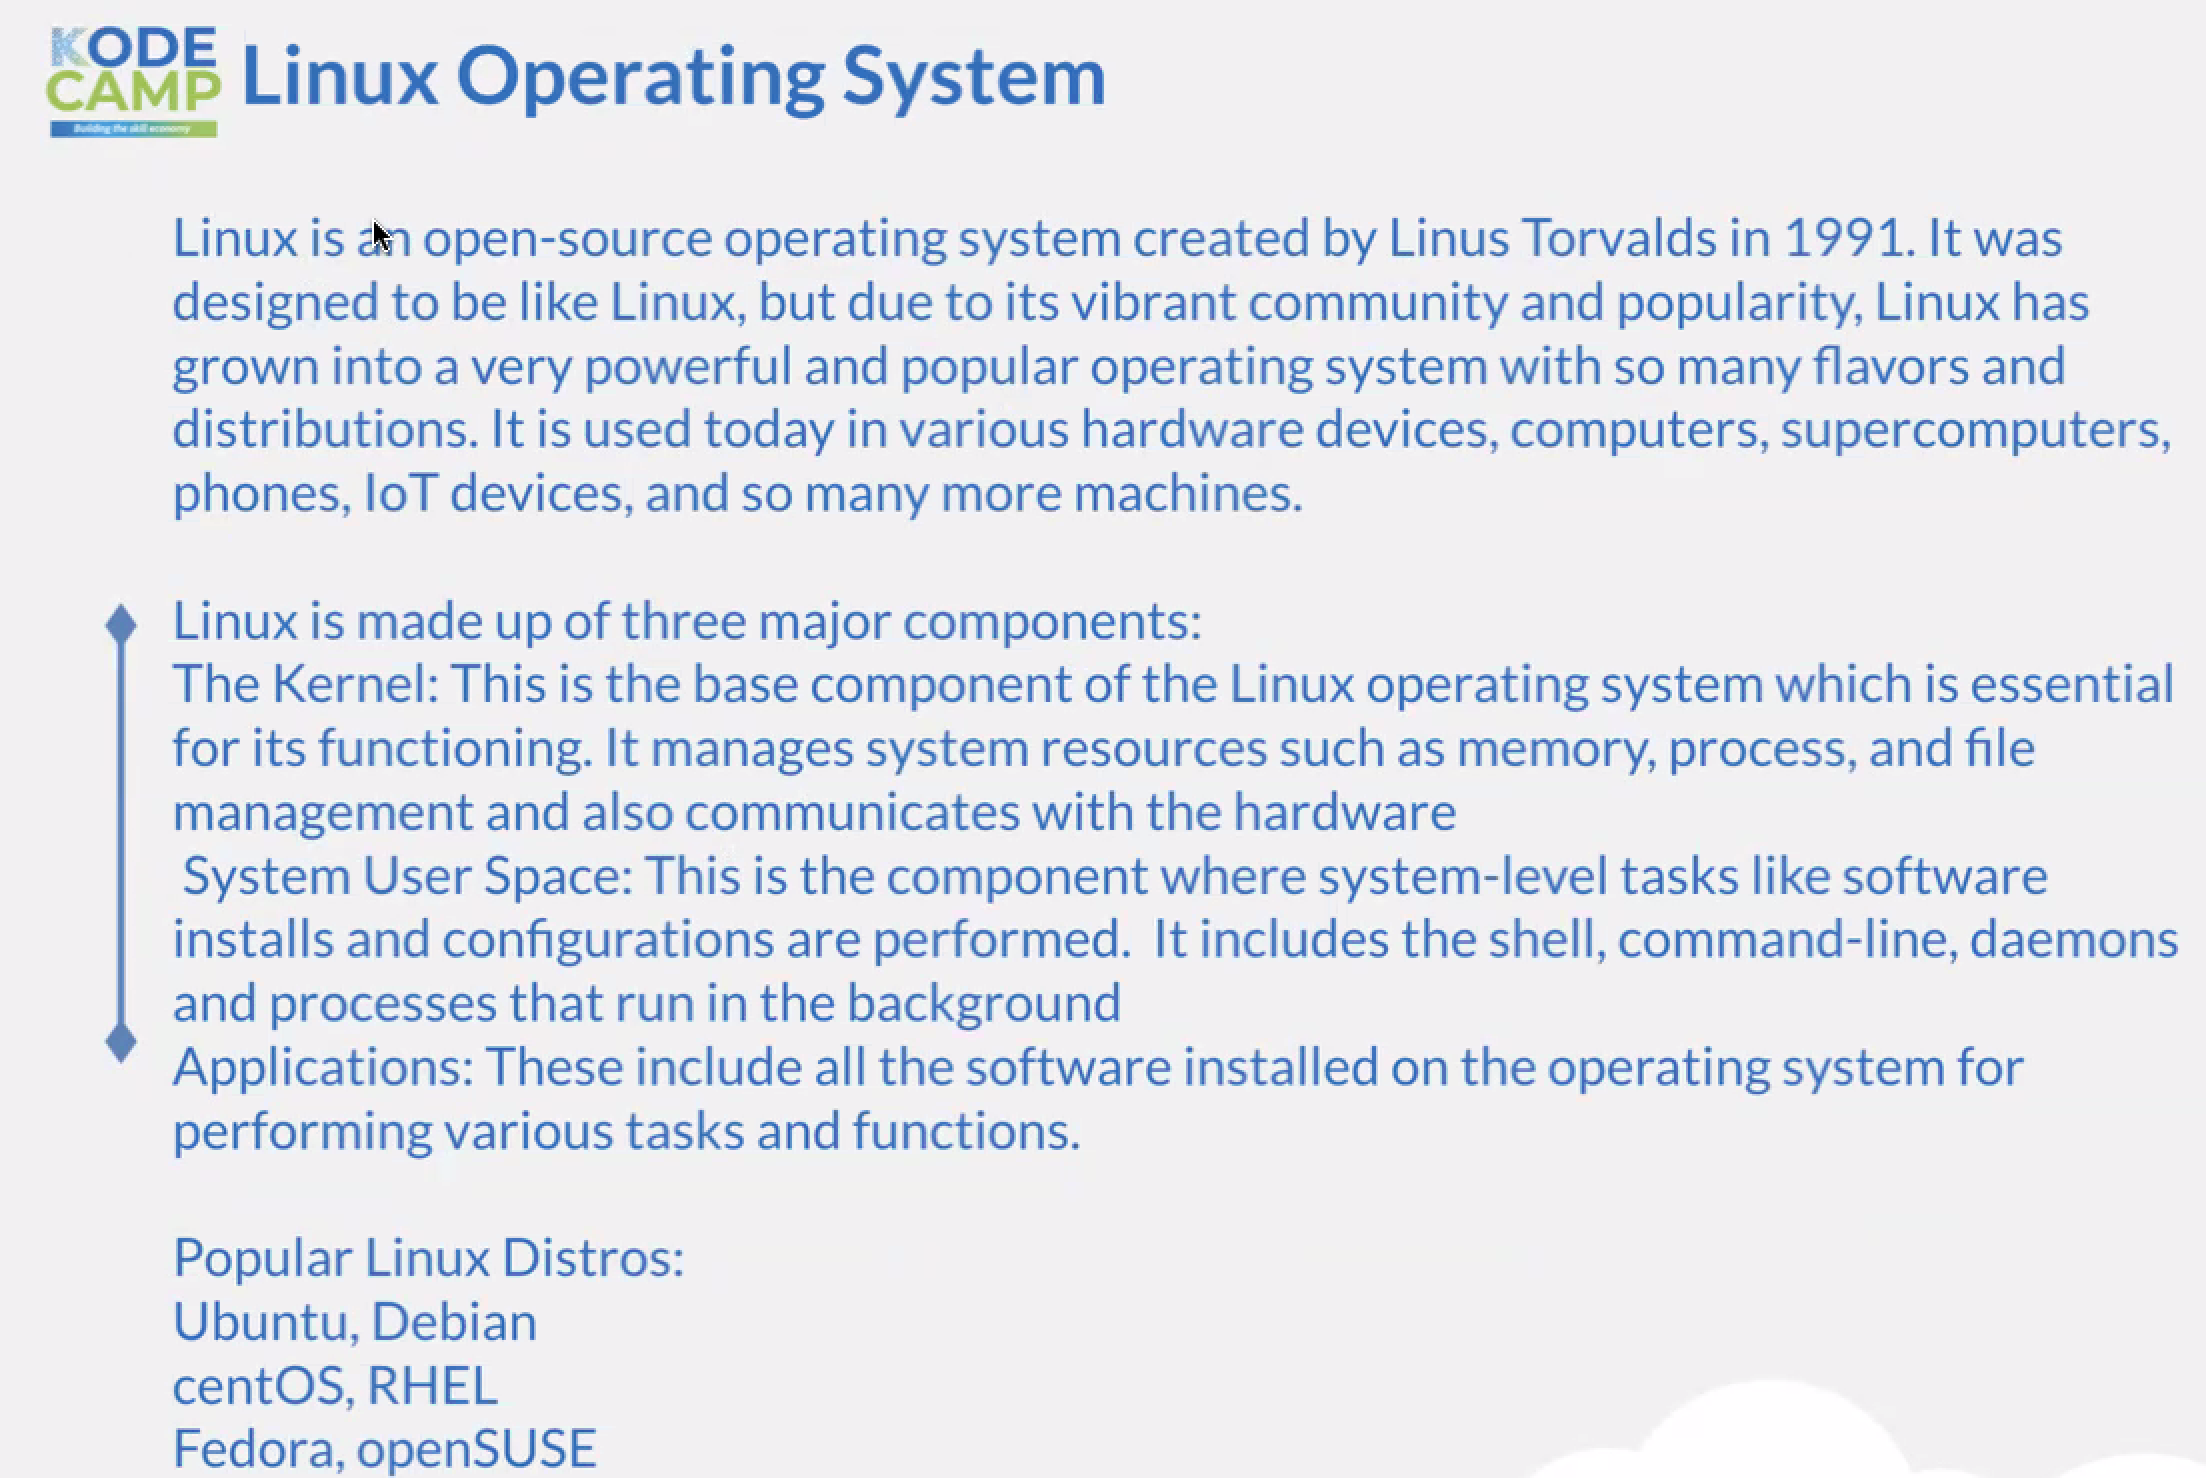 KODE
CAMP
Building the skill economy
Linux Operating System
Linux is an open-source operating system created by Linus Torvalds in 1991. It was
designed to be like Linux, but due to its vibrant community and popularity, Linux has
grown into a very powerful and popular operating system with so many flavors and
distributions. It is used today in various hardware devices, computers, supercomputers,
phones, IoT devices, and so many more machines.
Linux is made up of three major components:
The Kernel: This is the base component of the Linux operating system which is essential
for its functioning. It manages system resources such as memory, process, and file
management and also communicates with the hardware
System User Space: This is the component where system-level tasks like software
installs and configurations are performed.  It includes the shell, command-line, daemons
and processes that run in the background
Applications: These include all the software installed on the operating system for
performing various tasks and functions.
Popular Linux Distros:
Ubuntu, Debian
centOS, RHEL
Fedora, openSUSE